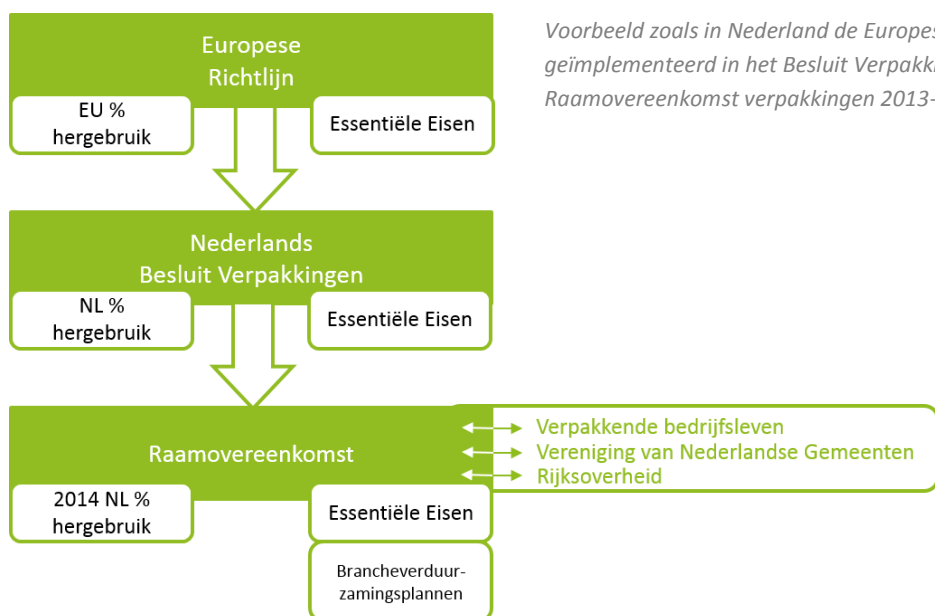 Europese
Richtlijn
EU %
hergebruik
Essentiële Eisen
Voorbeeld zoals in Nederland de
geïmplementeerd in het Besluit
Raamovereenkomst verpakkingen 2013-
Nederlands
Besluit Verpakkingen
NL %
hergebruik
Essentiële Eisen
Raamovereenkomst
Verpakkende bedrijfsleven
Vereniging van Nederlandse Gemeenten
Rijksoverheid
2014 NL %
hergebruik
Essentiële Eisen
Brancheverduur-
zamingsplannen